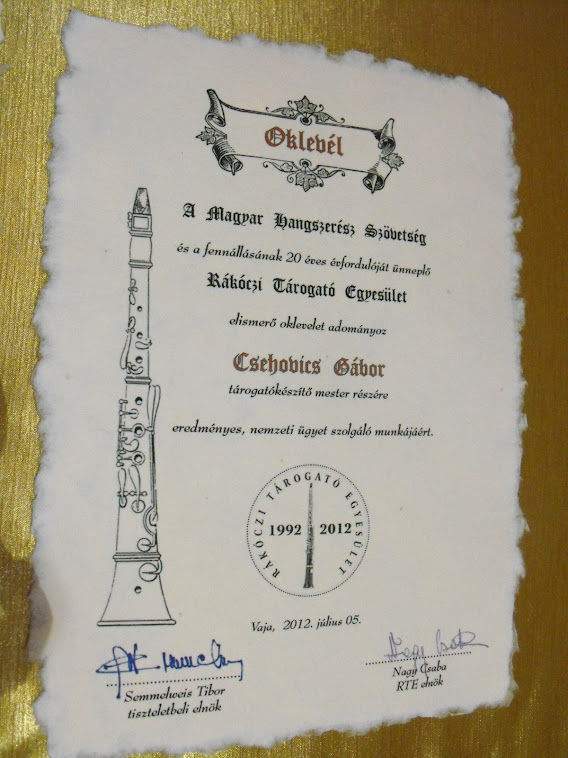 Oklevél
A Magyar Hangszerész Szövetség
és a fennállásának 20 éves évfordulóját ünneplő
Rákóczi Tárogató Egyesület
elismerő oklevelet adományoz
Csehovics Gábor
tárogatókészítő mester részére
eredményes, nemzeti ügyet szolgáló munkájáért.
RÁKÓCZI TÁROGATÓ EGYESÜLET
1992 2012
Vaja, 2012. július 05.
Semmelweis Tibor
tiszteletbeli elnök
Nagy Csaba
RTE elnök